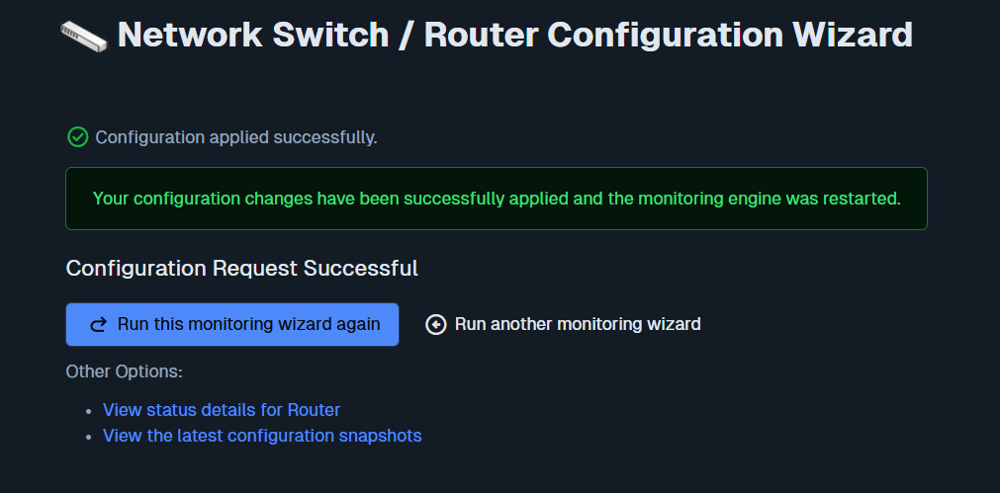 Network Switch / Router Configuration Wizard
Configuration applied successfully.
Your configuration changes have been successfully applied and the monitoring engine was restarted.
Configuration Request Successful
Run this monitoring wizard again
Run another monitoring wizard
Other Options:
View status details for Router
View the latest configuration snapshots